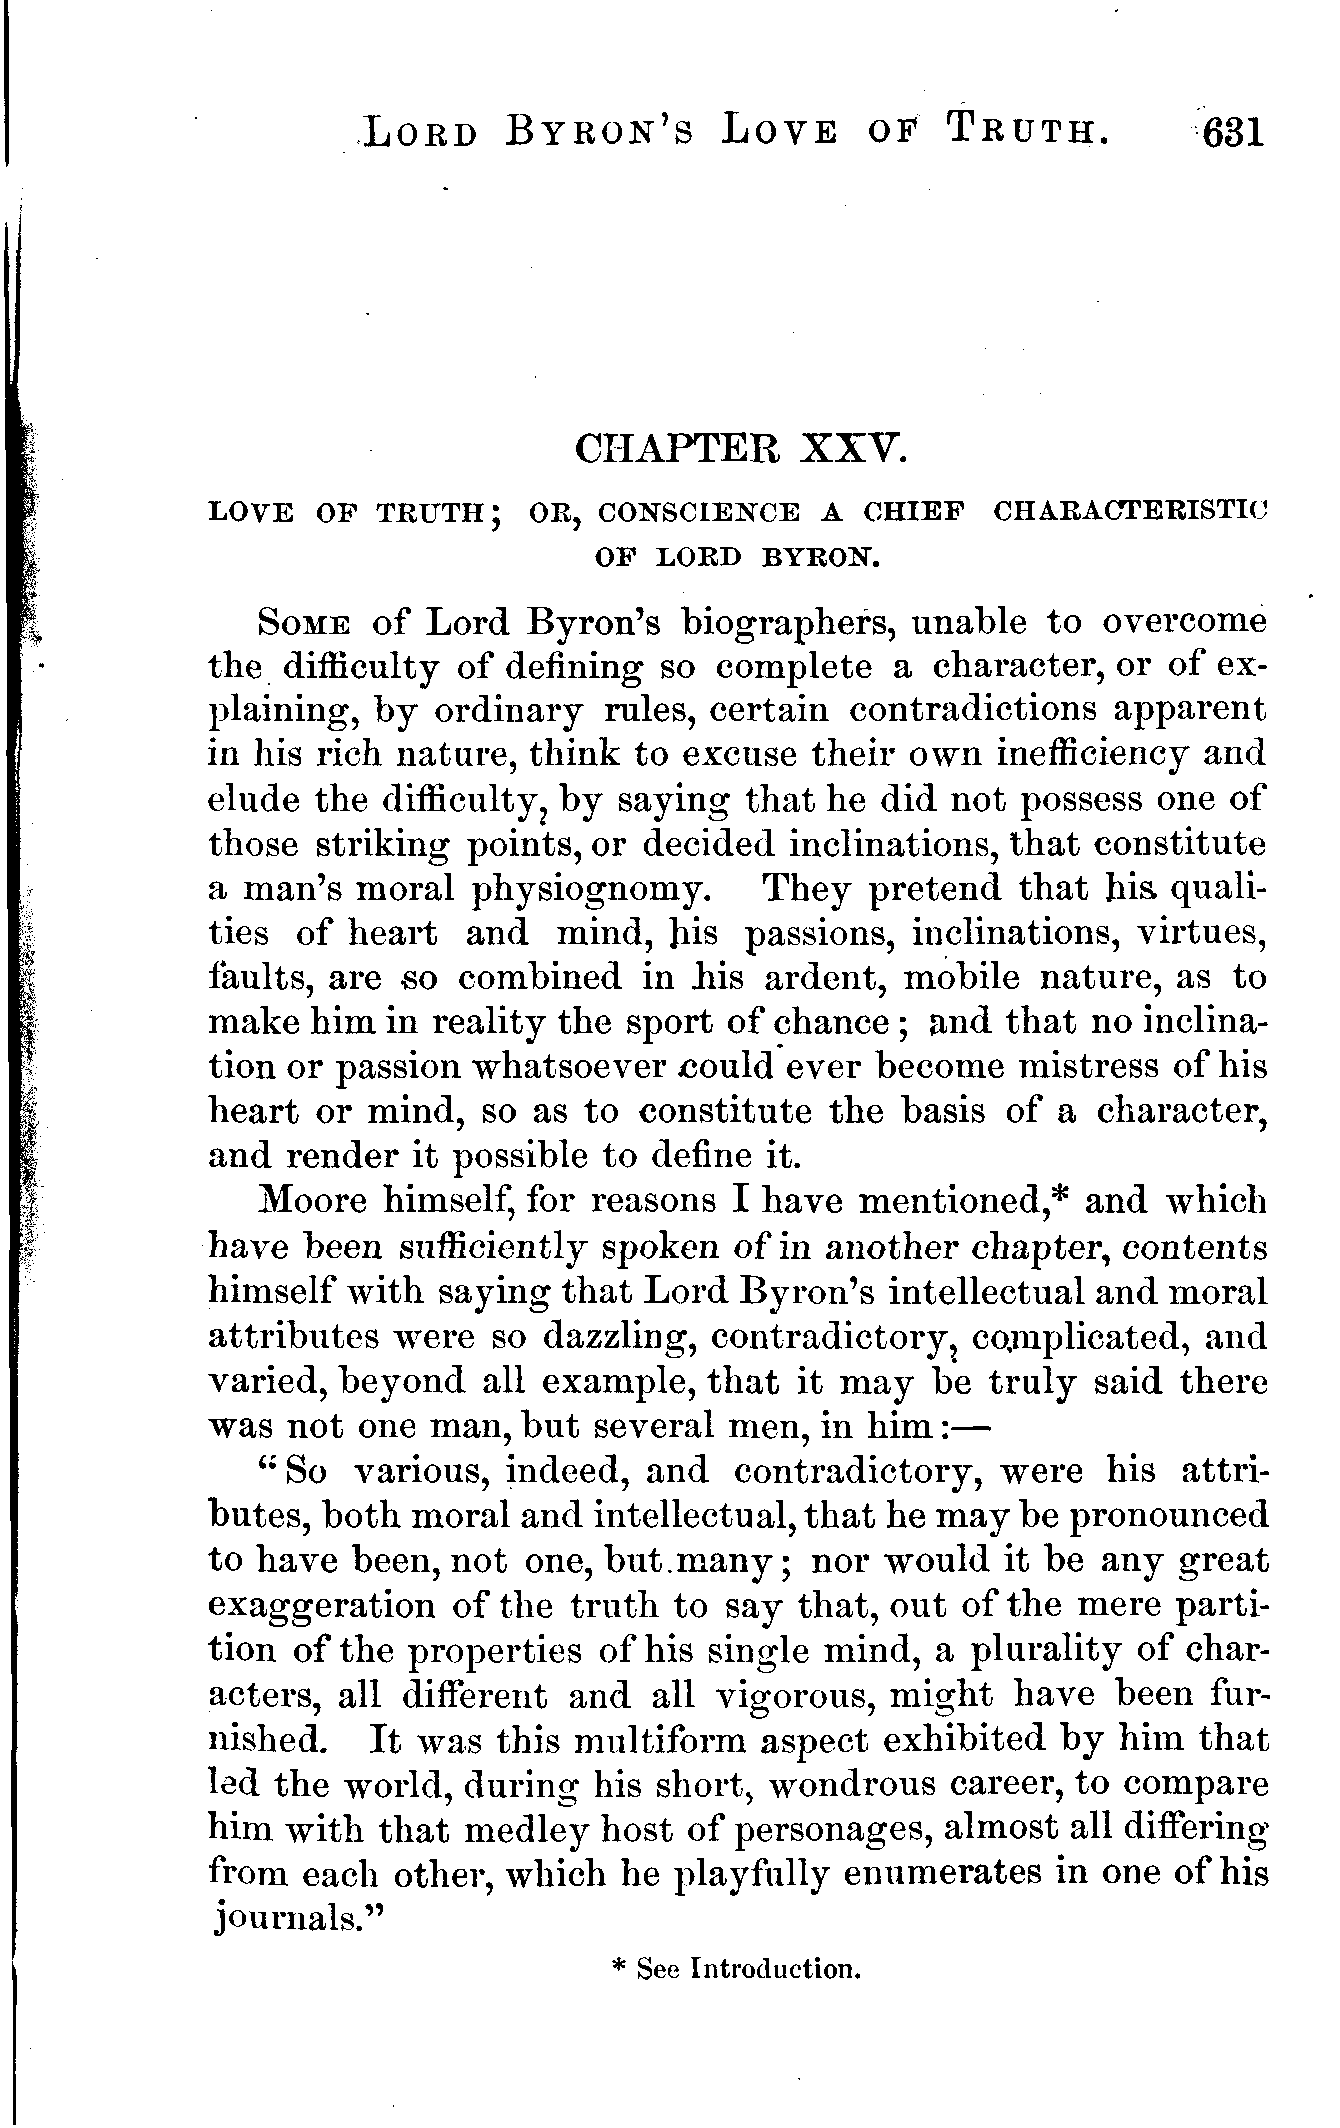 LORD BYRON'S LOVE OF TRUTH. 631
CHAPTER XXV.
LOVE OF TRUTH; OR, CONSCIENCE A CHIEF CHARACTERISTIC
OF LORD BYRON.
SOME of Lord Byron's biographers, unable to overcome
the difficulty of defining so complete a character, or of ex-
plaining, by ordinary rules, certain contradictions apparent
in his rich nature, think to excuse their own inefficiency and
elude the difficulty, by saying that he did not possess one of
those striking points, or decided inclinations, that constitute
a man's moral physiognomy. They pretend that his quali-
ties of heart and mind, his passions, inclinations, virtues,
faults, are so combined in his ardent, mobile nature, as to
make him in reality the sport of chance; and that no inclina-
tion or passion whatsoever could ever become mistress of his
heart or mind, so as to constitute the basis of a character,
and render it possible to define it.
Moore himself, for reasons I have mentioned,* and which
have been sufficiently spoken of in another chapter, contents
himself with saying that Lord Byron's intellectual and moral
attributes were so dazzling, contradictory, complicated, and
varied, beyond all example, that it may be truly said there
was not one man, but several men, in him:—
"So various, indeed, and contradictory, were his attri-
butes, both moral and intellectual, that he may be pronounced
to have been, not one, but many; nor would it be any great
exaggeration of the truth to say that, out of the mere parti-
tion of the properties of his single mind, a plurality of char-
acters, all different and all vigorous, might have been fur-
nished. It was this multiform aspect exhibited by him that
led the world, during his short, wondrous career, to compare
him with that medley host of personages, almost all differing
from each other, which he playfully enumerates in one of his
journals."
* See Introduction.